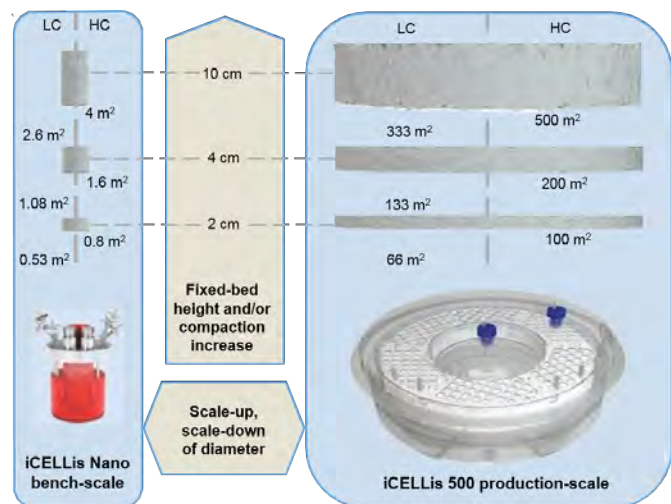 LC HC
4 m²
2.6 m²
1.6 m²
1.08 m²
0.8 m²
0.53 m²
iCELLis Nano
bench-scale
10 cm
4 cm
2 cm
Fixed-bed
height and/or
compaction
increase
Scale-up,
scale-down
of diameter
LC HC
500 m²
333 m²
200 m²
133 m²
100 m²
66 m²
iCELLis 500 production-scale